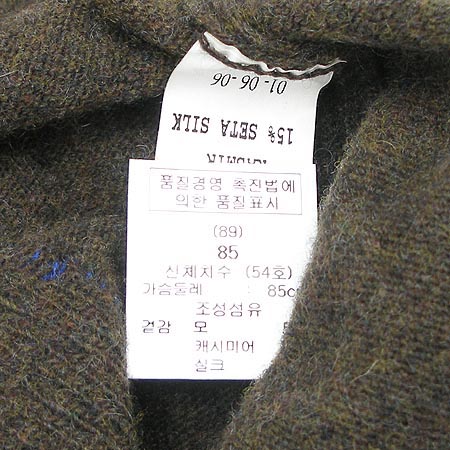 01-06-06
15% SETA SILK
품질경영 촉진법에
의한 품질표시
(89)
85
신체치수 (54호)
가슴둘레 : 85c
조성섬유
겉감 모
캐시미어
실크